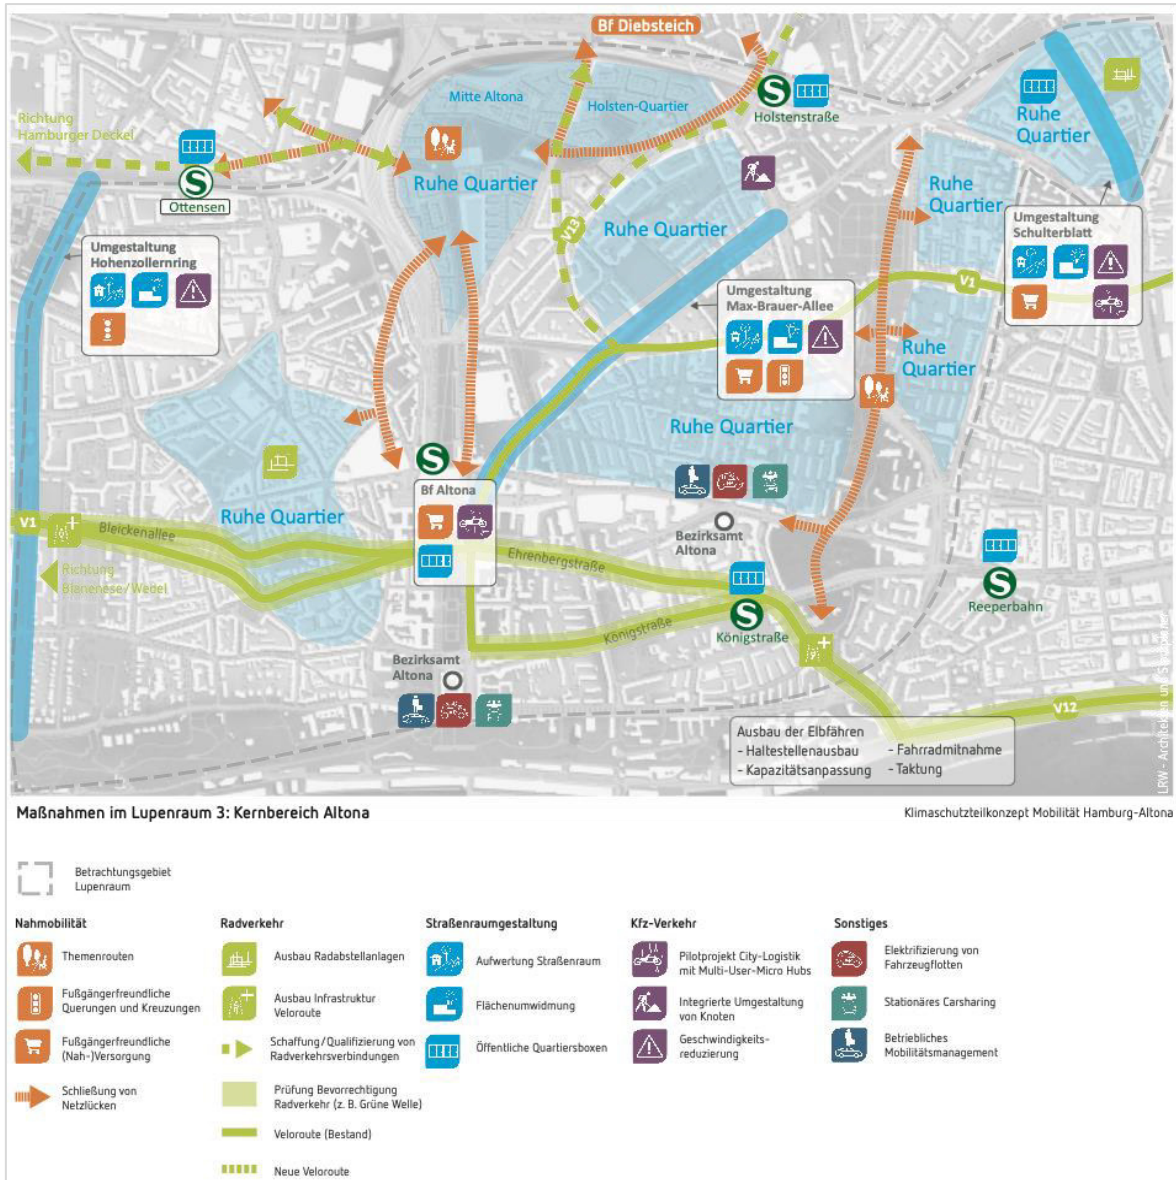 Bf Diebsteich
Mitte Altona
Holsten-Quartier
S
Holstenstraße
Ruhe
Quartier
Richtung
Hamburger Deckel
S
Ottensen
Ruhe Quartier
Ruhe
Quartier
Umgestaltung
Schulterblatt
Umgestaltung
Hohenzollernring
V13
Ruhe Quartier
V1
Umgestaltung
Max-Brauer-Allee
Ruhe
Quartier
Ruhe Quartier
S
Bf Altona
Ruhe Quartier
V1
Bleickenallee
Richtung
Blankenese/Wedel
Ehrenbergstraße
Bezirksamt
Altona
S
Reeperbahn
S
Königstraße
Königstraße
Bezirksamt
Altona
V12
Ausbau der Elbfähren
- Haltestellenausbau - Fahrradmitnahme
- Kapazitätsanpassung - Taktung
LRW - Architekten und Stadtplaner
Maßnahmen im Lupenraum 3: Kernbereich Altona
Klimaschutzteilkonzept Mobilität Hamburg-Altona
Betrachtungsgebiet
Lupenraum
Nahmobilität
Themenrouten
Fußgängerfreundliche
Querungen und Kreuzungen
Fußgängerfreundliche
(Nah-)Versorgung
Schließung von
Netzlücken
Radverkehr
Ausbau Radabstellanlagen
Ausbau Infrastruktur
Veloroute
Schaffung/Qualifizierung von
Radverkehrsverbindungen
Prüfung Bevorrechtigung
Radverkehr (z. B. Grüne Welle)
Veloroute (Bestand)
Neue Veloroute
Straßenraumgestaltung
Aufwertung Straßenraum
Flächenumwidmung
Öffentliche Quartiersboxen
Kfz-Verkehr
Pilotprojekt City-Logistik
mit Multi-User-Micro Hubs
Integrierte Umgestaltung
von Knoten
Geschwindigkeits-
reduzierung
Sonstiges
Elektrifizierung von
Fahrzeugflotten
Stationäres Carsharing
Betriebliches
Mobilitätsmanagement